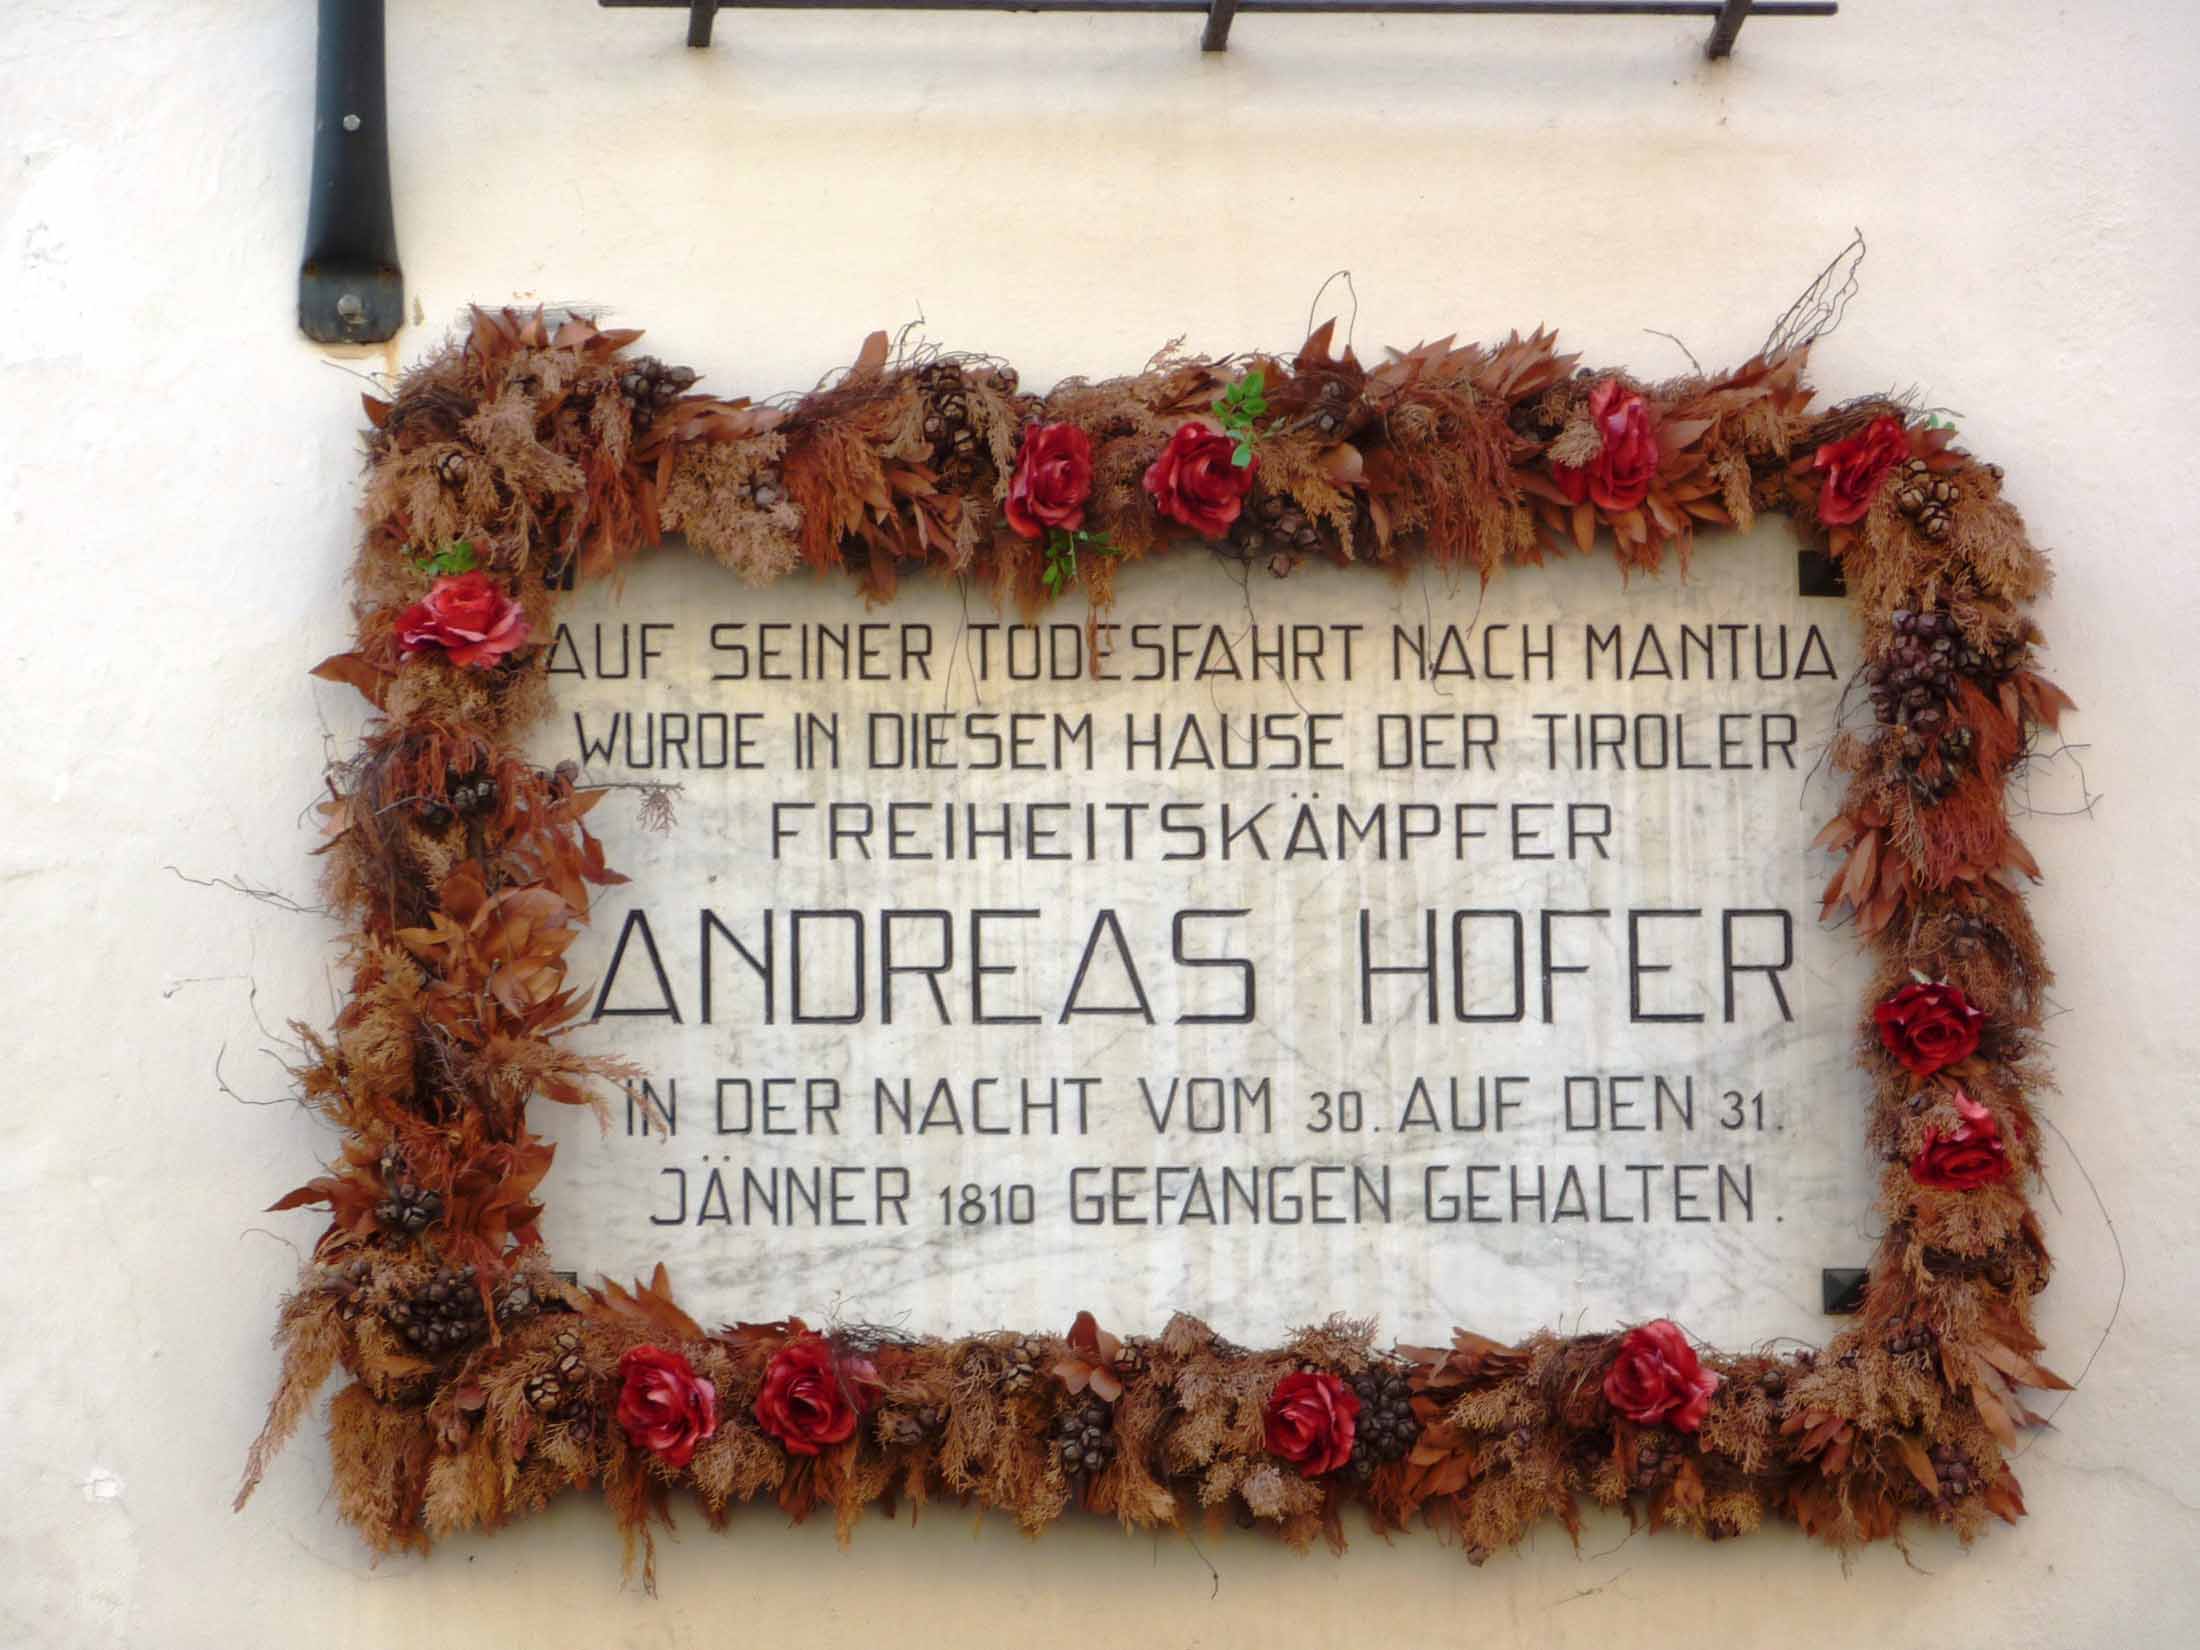 AUF SEINER TODESFAHRT NACH MANTUA
WURDE IN DIESEM HAUSE DER TIROLER
FREIHEITSKÄMPFER
ANDREAS HOFER
IN DER NACHT VOM 30. AUF DEN 31.
JÄNNER 1810 GEFANGEN GEHALTEN.